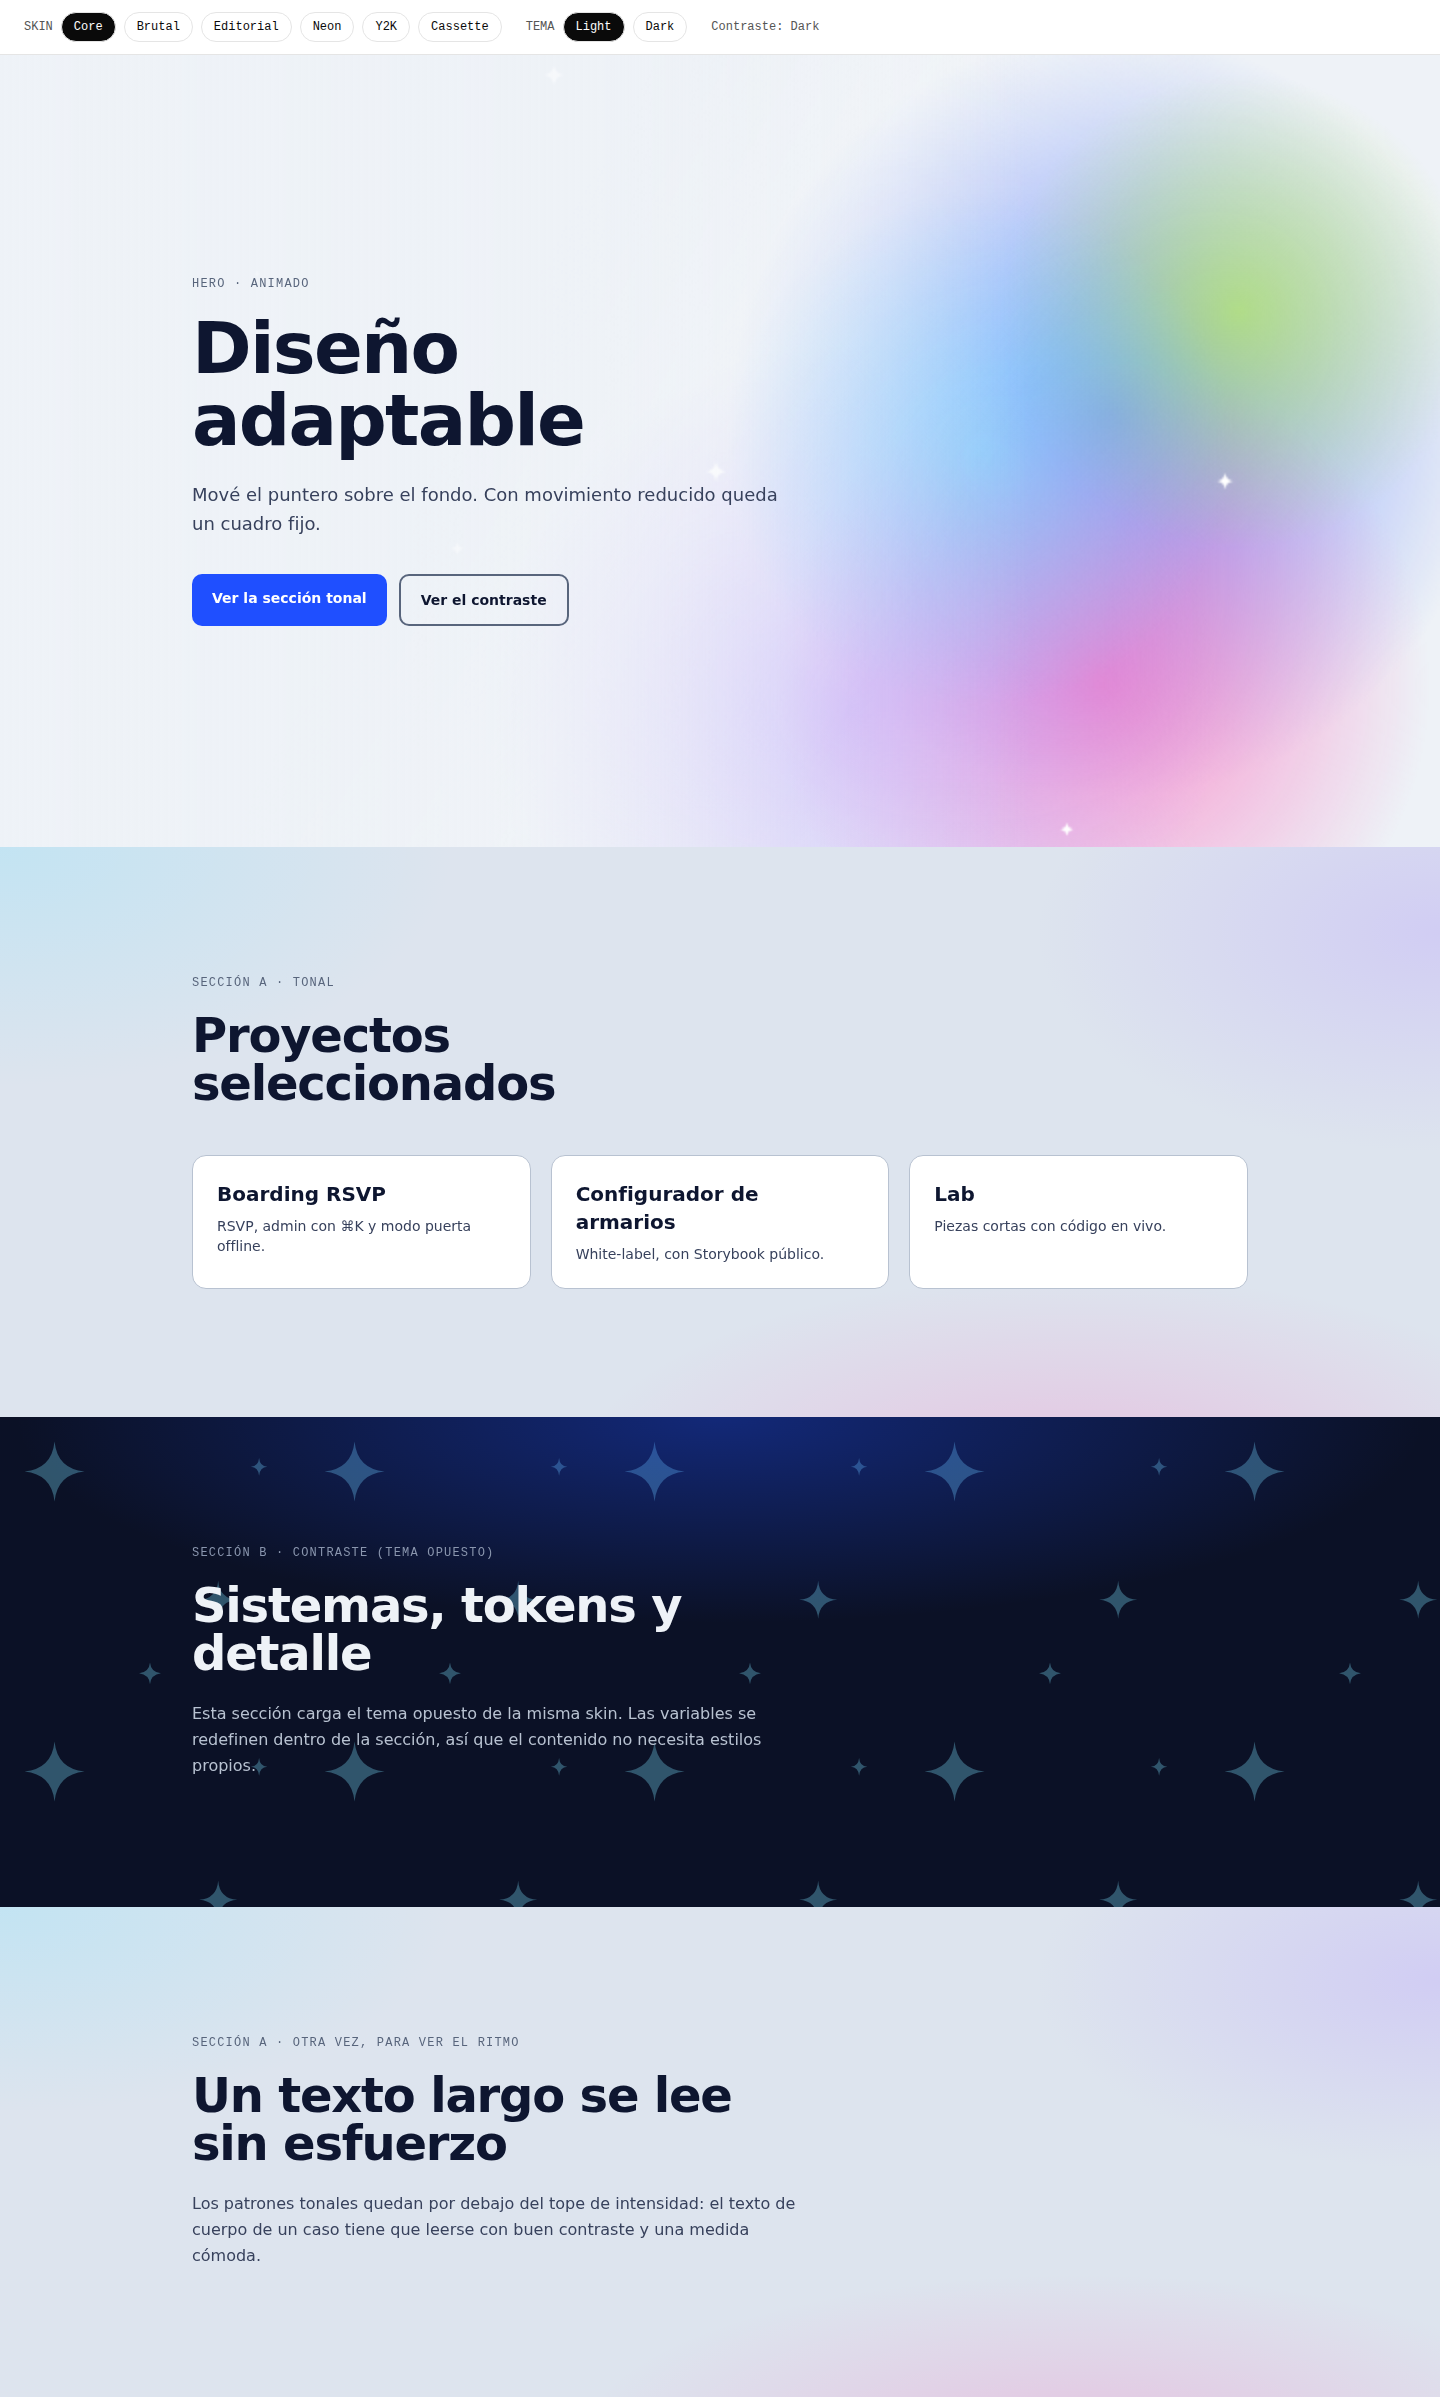 SKIN Core Brutal Editorial Neon Y2K Cassette TEMA Light Dark Contraste: Dark
HERO · ANIMADO
Diseño
adaptable
Mové el puntero sobre el fondo. Con movimiento reducido queda
un cuadro fijo.
Ver la sección tonal Ver el contraste
SECCIÓN A · TONAL
Proyectos
seleccionados
Boarding RSVP
RSVP, admin con ⌘K y modo puerta
offline.
Configurador de
armarios
White-label, con Storybook público.
Lab
Piezas cortas con código en vivo.
SECCIÓN B · CONTRASTE (TEMA OPUESTO)
Sistemas, tokens y
detalle
Esta sección carga el tema opuesto de la misma skin. Las variables se
redefinen dentro de la sección, así que el contenido no necesita estilos
propios.
SECCIÓN A · OTRA VEZ, PARA VER EL RITMO
Un texto largo se lee
sin esfuerzo
Los patrones tonales quedan por debajo del tope de intensidad: el texto de
cuerpo de un caso tiene que leerse con buen contraste y una medida
cómoda.